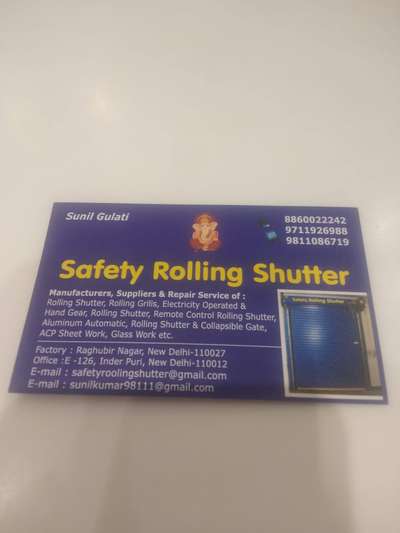 Sunil Gulati
8860022242
9711926988
9811086719
Safety Rolling Shutter
Manufacturers, Suppliers & Repair Service of :
Rolling Shutter, Rolling Grills, Electricity Operated &
Hand Gear, Rolling Shutter, Remote Control Roiling Shutter,
Aluminum Automatic, Rolling Shutter & Collapsible Gate,
ACP Sheet Work, Glass Work etc.
Safety Rolling Shutter
Factory : Raghubir Nagar, New Delhi-110027
Office :E -126, Inder Puri, New Delhi-110012
E-mail : safetyroolingshutter@gmail.com
E-mail : sunilkumar98111@gmail.com